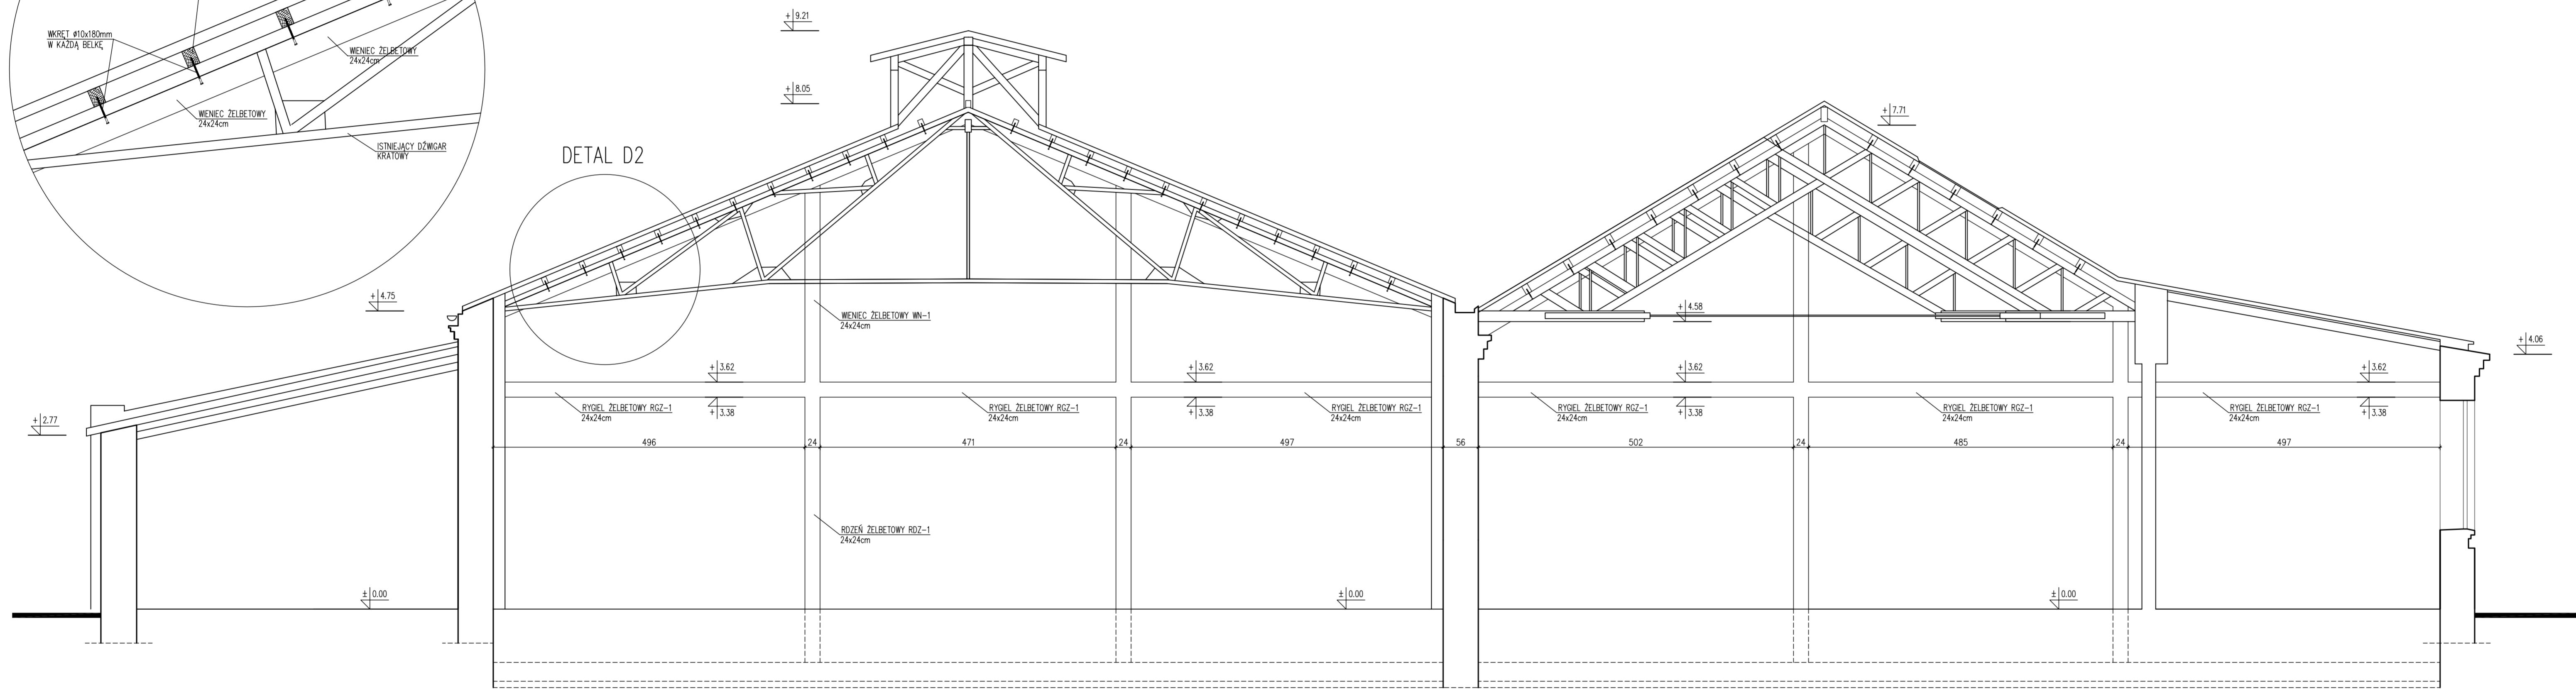 WKRĘT ø10x180mm
W KAŻDĄ BELKĘ
WIENIEC ŻELBETOWY
24x24cm
WIENIEC ŻELBETOWY
24x24cm
ISTNIEJĄCY DŹWIGAR
KRATOWY
DETAL D2
+9.21
+8.05
+7.71
+4.75
+4.58
+4.06
+2.77
WIENIEC ŻELBETOWY WN-1
24x24cm
+3.62
+3.62
+3.62
+3.62
+3.38
+3.38
+3.38
+3.38
RYGIEL ŻELBETOWY RGZ-1
24x24cm
RYGIEL ŻELBETOWY RGZ-1
24x24cm
RYGIEL ŻELBETOWY RGZ-1
24x24cm
RYGIEL ŻELBETOWY RGZ-1
24x24cm
RYGIEL ŻELBETOWY RGZ-1
24x24cm
RYGIEL ŻELBETOWY RGZ-1
24x24cm
496 24 471 24 497 56 502 24 485 24 497
RDZEŃ ŻELBETOWY RDZ-1
24x24cm
±0.00
±0.00
±0.00